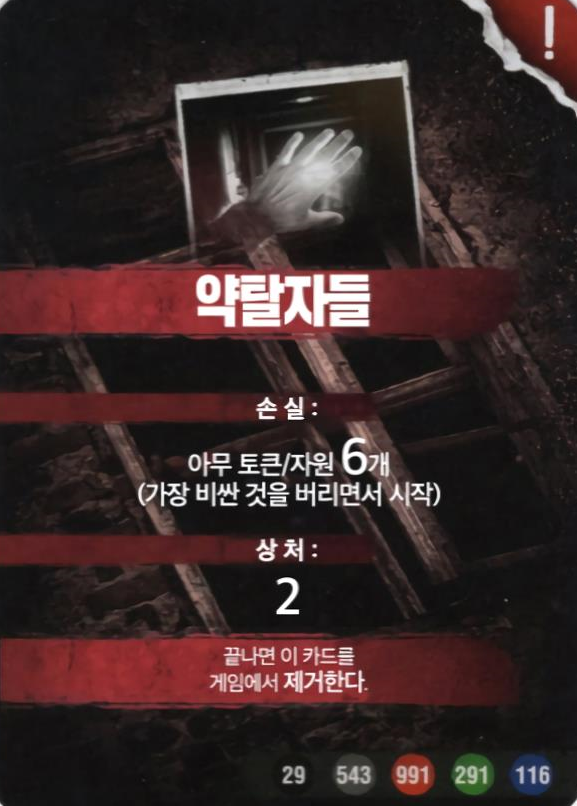 !
약탈자들
손실 :
아무 토큰/자원 6개
(가장 비싼 것을 버리면서 시작)
상처 :
2
끝나면 이 카드를
게임에서 제거한다.
29 543 991 291 116